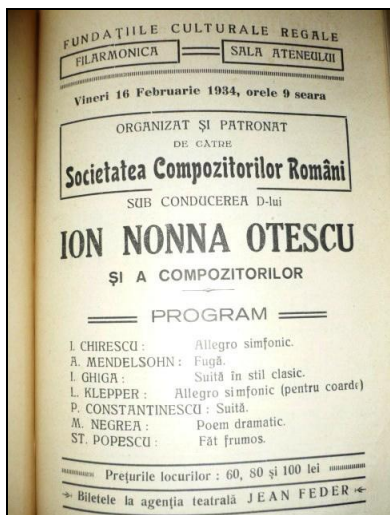 FUNDAȚIILE CULTURALE REGALE
FILARMONICA SALA ATENEULUI
Vineri 16 Februarie 1934, orele 9 seara
ORGANIZAT ȘI PATRONAT
DE CĂTRE
Societatea Compozitorilor Români
SUB CONDUCEREA D-lui
ION NONNA OTESCU
ȘI A COMPOZITORILOR
PROGRAM
I. CHIRESCU : Allegro simfonic.
A. MENDELSOHN : Fugă.
I. GHIGA : Suită în stil clasic.
L. KLEPPER : Allegro simfonic (pentru coarde)
P. CONSTANTINESCU : Suită.
M. NEGREA : Poem dramatic.
ST. POPESCU : Făt frumos.
Prețurile locurilor : 60, 80 și 100 lei
Biletele la agenția teatrală JEAN FEDER